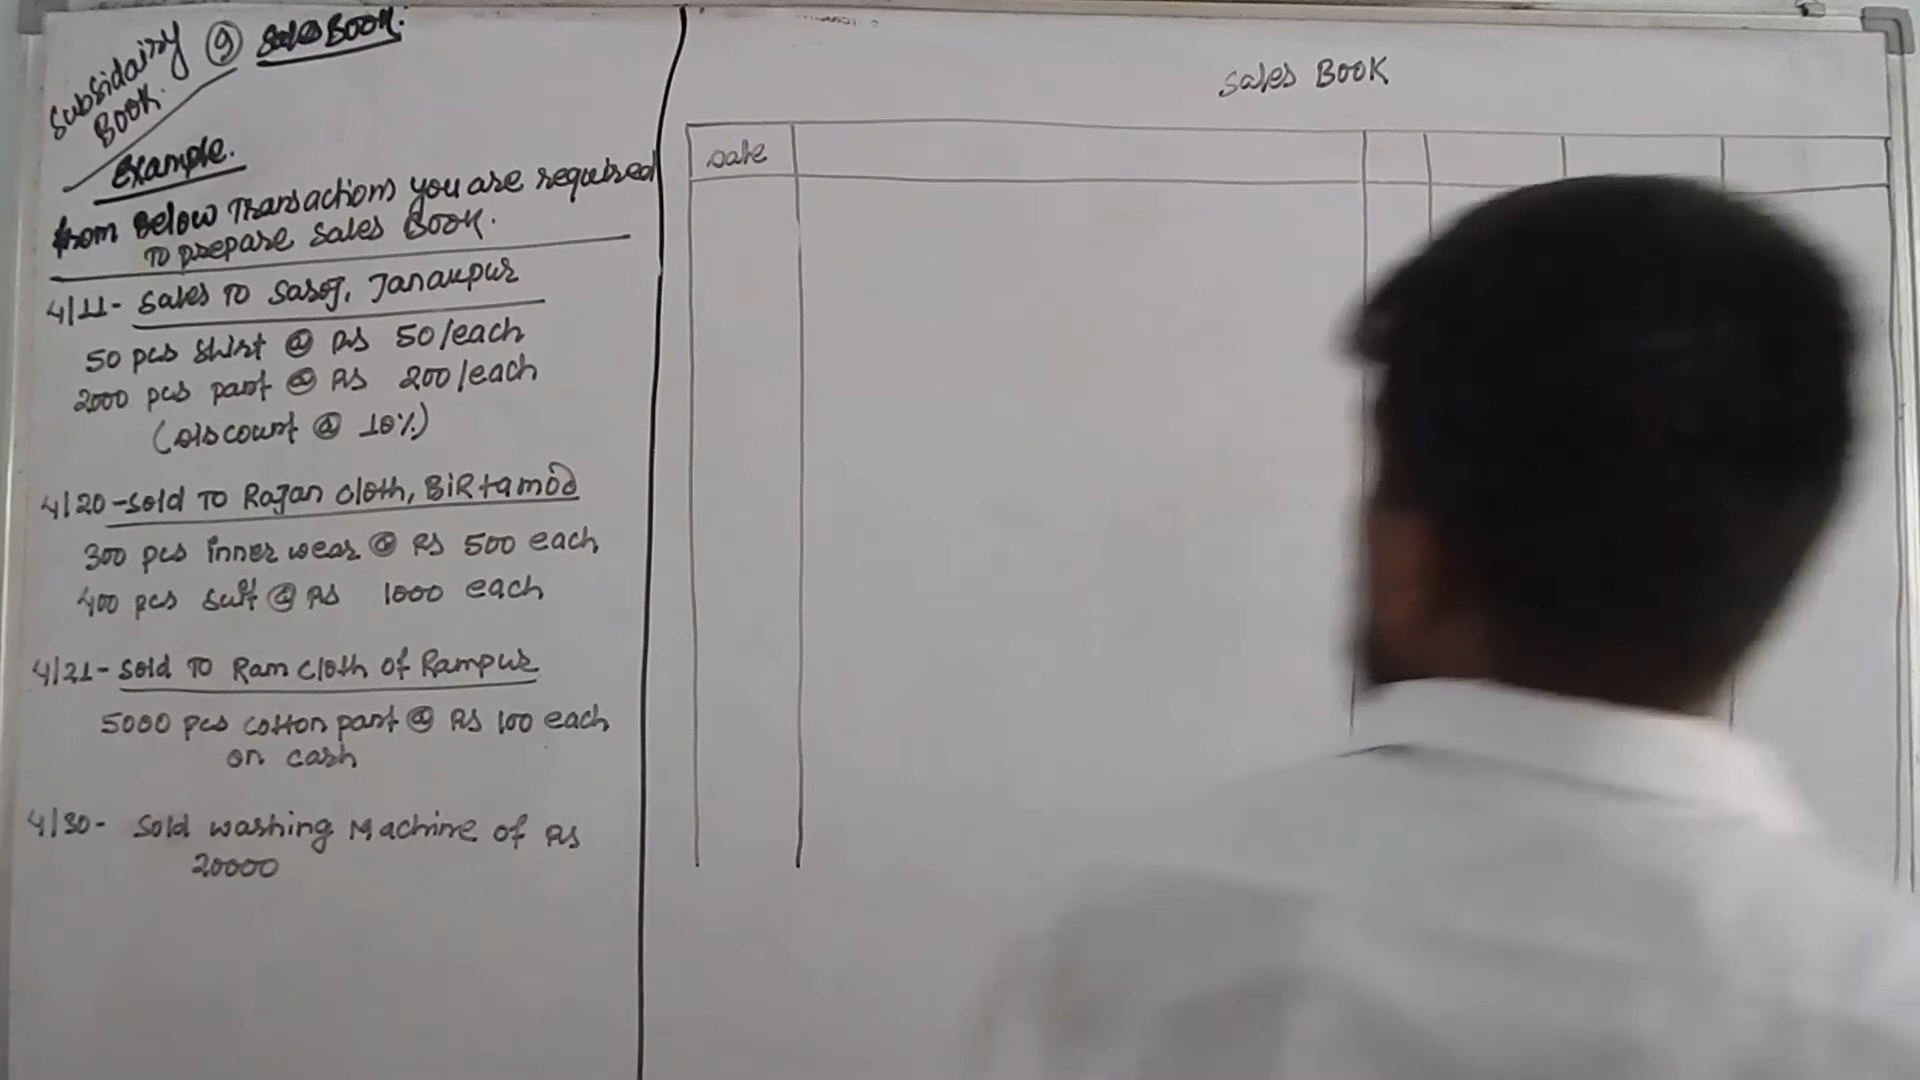 Subsidairy
Book.
9 Sales Book.
Example.
from Below Transactions you are required
To prepare Sales Book.
4/11- Sales To Saroj, Janakpur
50 pcs Shirt @ Rs 50/each
2000 pcs pant @ Rs 200/each
(Discount @ 10%)
4/20-Sold To Rajan cloth, BiRtamod
300 pcs inner wear @ Rs 500 each
400 pcs suit @ Rs 1000 each
4/21- Sold To Ram cloth of Rampur
5000 pcs cotton pant @ Rs 100 each
on cash
4/30- Sold washing Machine of Rs
20000
Sales Book
Date